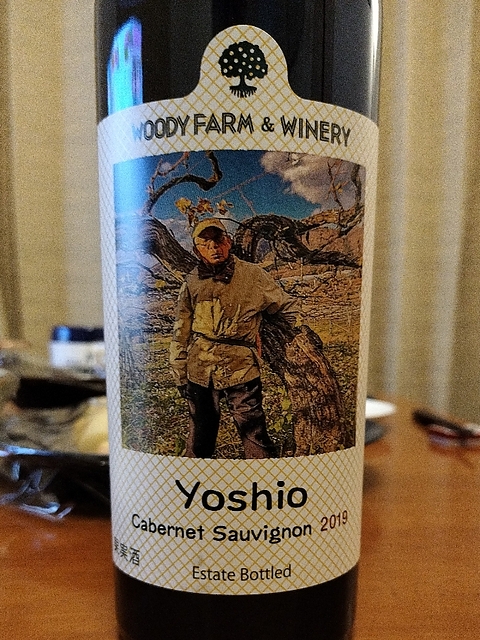 WOODY FARM & WINERY
Yoshio
Cabernet Sauvignon 2019
果実酒
Estate Bottled